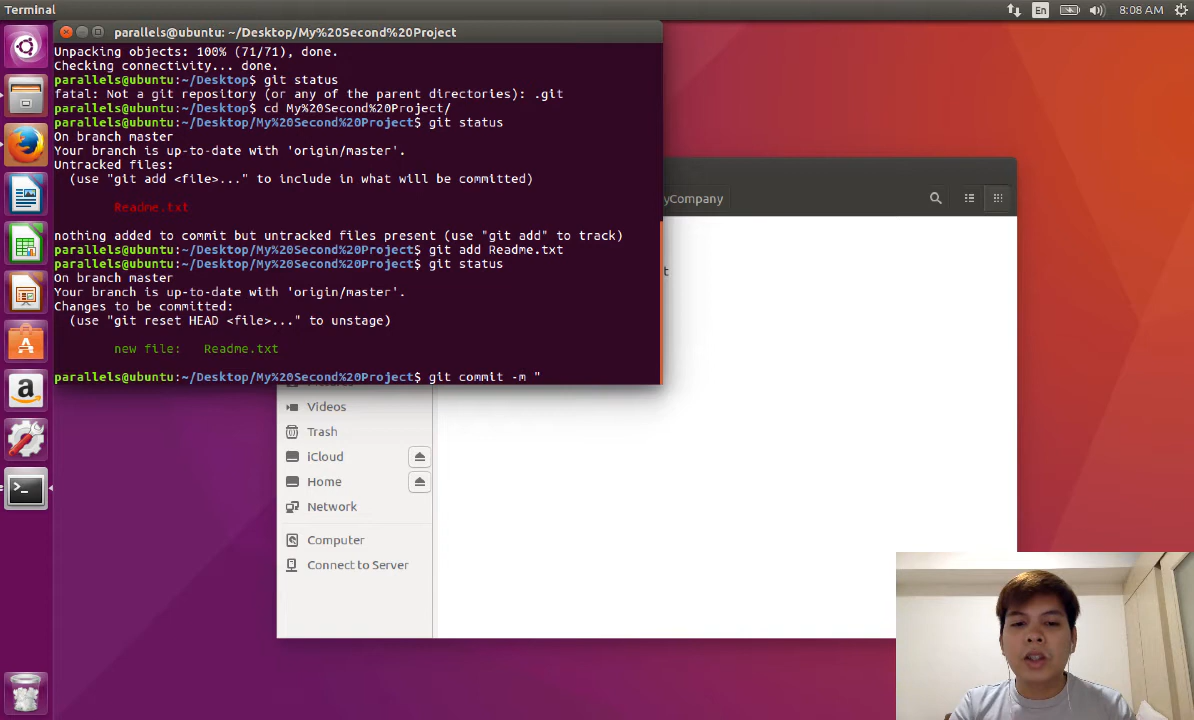 Terminal
En
8:08 AM
parallels@ubuntu: ~/Desktop/My%20Second%20Project
Unpacking objects: 100% (71/71), done.
Checking connectivity... done.
parallels@ubuntu:~/Desktop$ git status
fatal: Not a git repository (or any of the parent directories): .git
parallels@ubuntu:~/Desktop$ cd My%20Second%20Project/
parallels@ubuntu:~/Desktop/My%20Second%20Project$ git status
On branch master
Your branch is up-to-date with 'origin/master'.
Untracked files:
(use "git add <file>..." to include in what will be committed)
Readme.txt
nothing added to commit but untracked files present (use "git add" to track)
parallels@ubuntu:~/Desktop/My%20Second%20Project$ git add Readme.txt
parallels@ubuntu:~/Desktop/My%20Second%20Project$ git status
On branch master
Your branch is up-to-date with 'origin/master'.
Changes to be committed:
(use "git reset HEAD <file>..." to unstage)
new file: Readme.txt
parallels@ubuntu:~/Desktop/My%20Second%20Project$ git commit -m "
yCompany
t
Videos
Trash
iCloud
Home
Network
Computer
Connect to Server